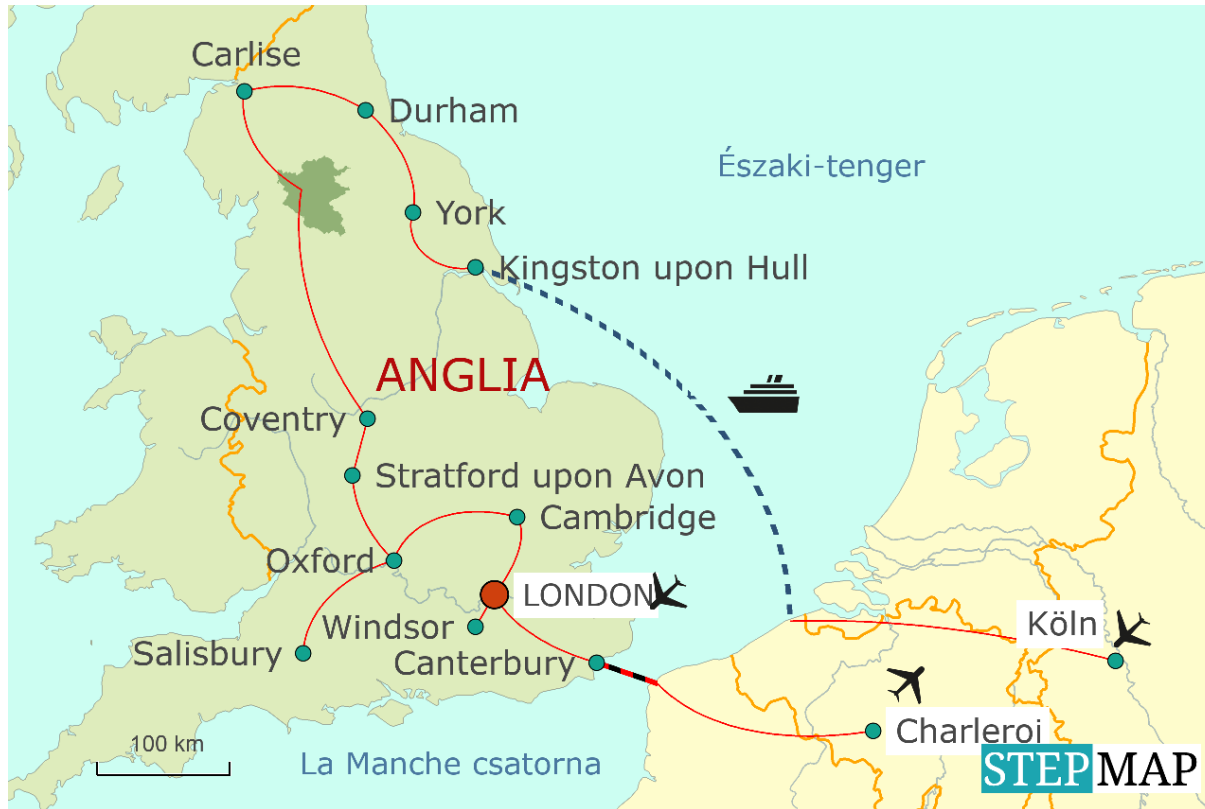 Carlise
Durham
Északi-tenger
York
Kingston upon Hull
ANGLIA
Coventry
Stratford upon Avon
Cambridge
Oxford
LONDON
Windsor
Köln
Salisbury
Canterbury
Charleroi
100 km
La Manche csatorna
STEPMAP